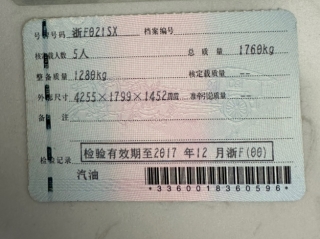 号牌号码 浙F021SX 档案编号
核定载人数 5人 总质量 1760kg
整备质量 1280kg 核定载质量 --
外廓尺寸 4255×1799×1452mm 准牵引总质量 --
备注
检验记录 检验有效期至2017年12月浙F(00)
汽油
*3360018360596*